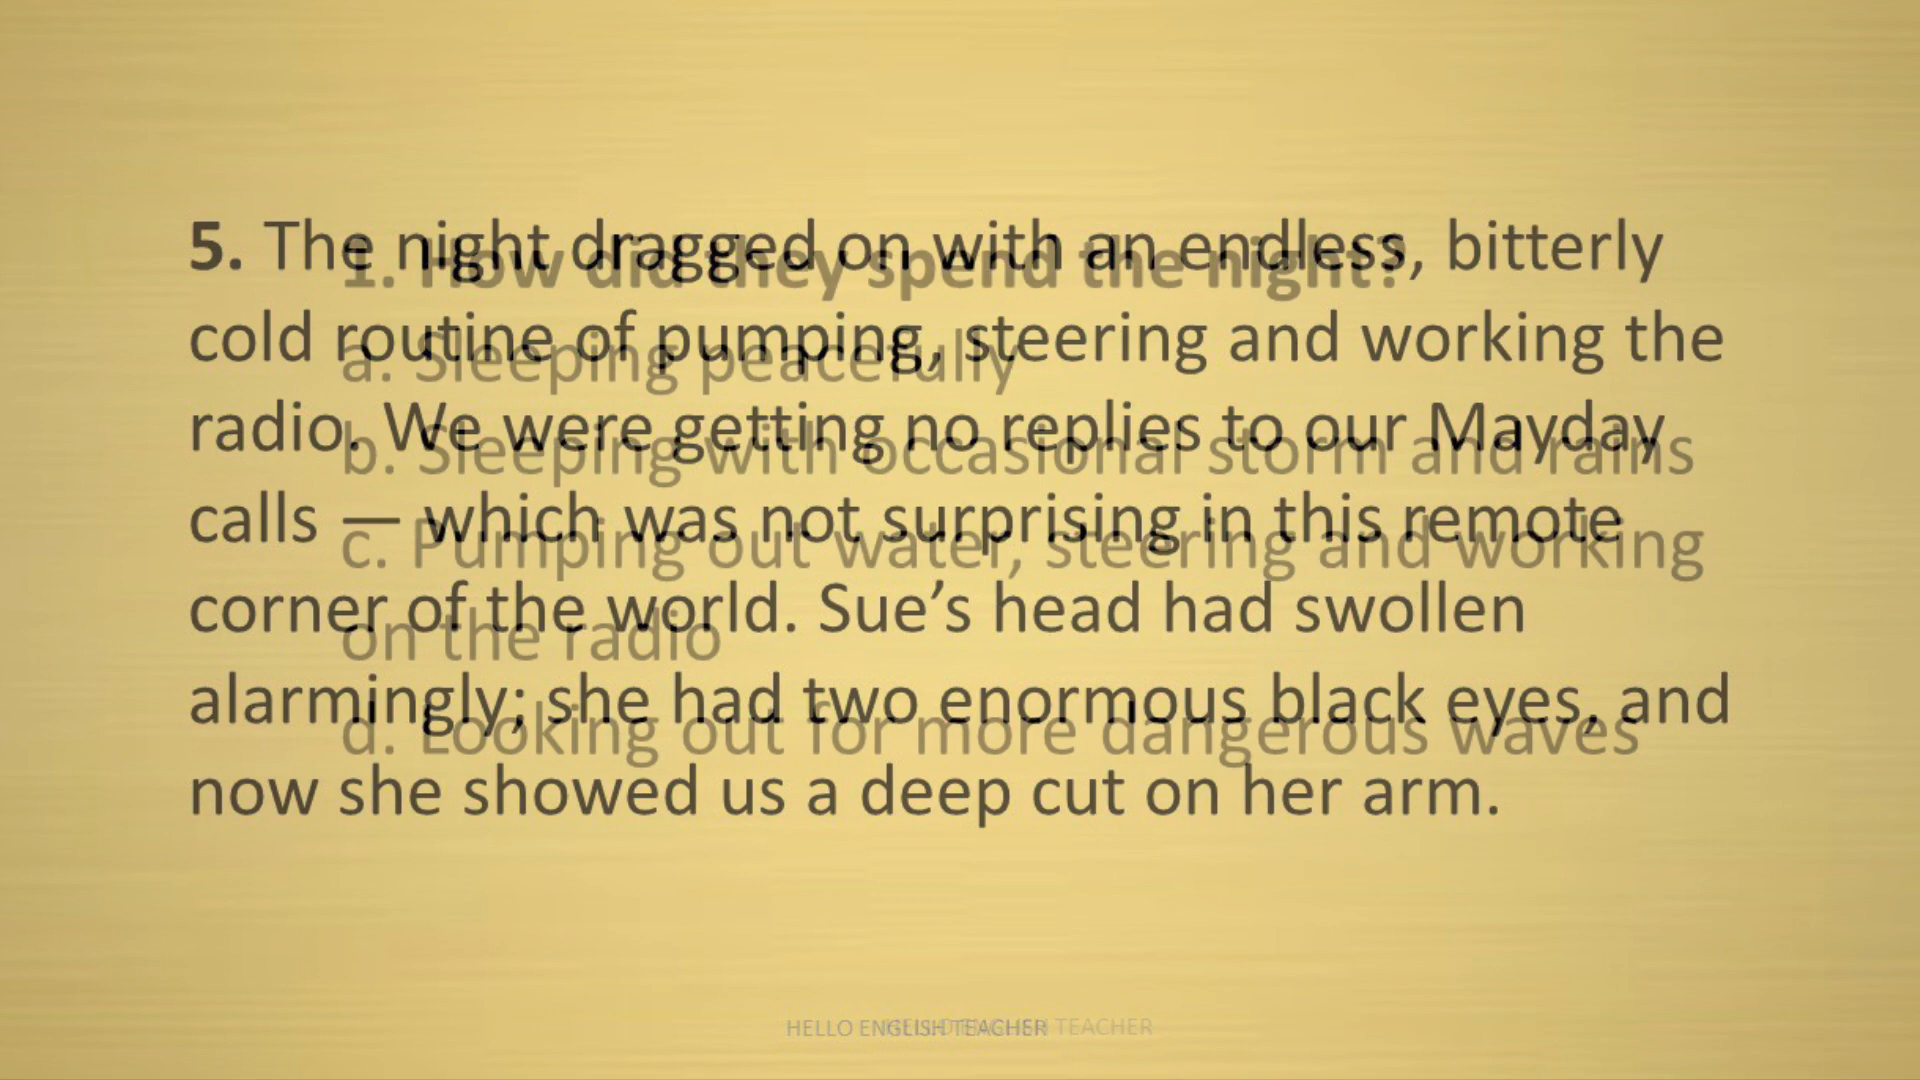 5. The night dragged on with an endless, bitterly
cold routine of pumping, steering and working the
radio. We were getting no replies to our Mayday
calls — which was not surprising in this remote
corner of the world. Sue’s head had swollen
alarmingly; she had two enormous black eyes, and
now she showed us a deep cut on her arm.
1. How did they spend the night?
a. Sleeping peacefully
b. Sleeping with occasional storm and rains
c. Pumping out water, steering and working
on the radio
d. Looking out for more dangerous waves
HELLO ENGLISH TEACHER
HELLO ENGLISH TEACHER